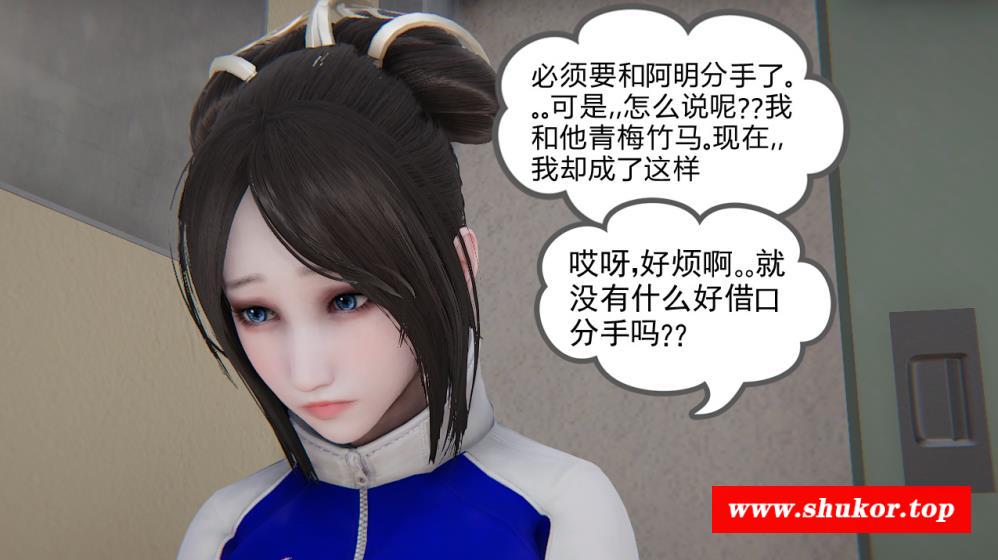 必须要和阿明分手了。
。。可是,,怎么说呢??我
和他青梅竹马。现在,,
我却成了这样
哎呀,好烦啊。。就
没有什么好借口
分手吗??
www.shukor.top